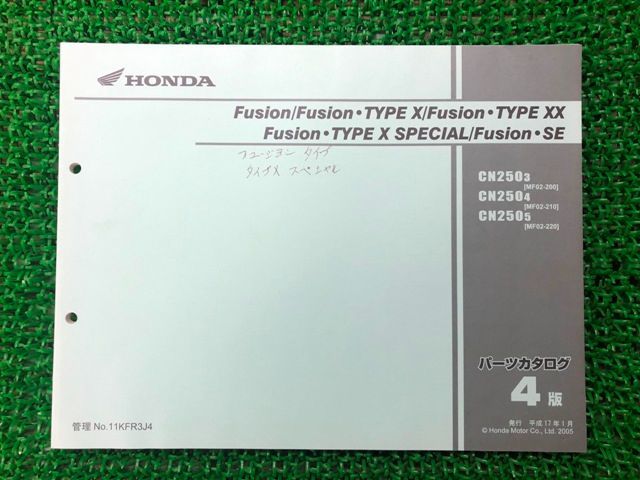 HONDA
Fusion/Fusion・TYPE X/Fusion・TYPE XX
Fusion・TYPE X SPECIAL/Fusion・SE
フュージョン タイプ
タイプX スペシャル
CN2503
[MF02-200]
CN2504
[MF02-210]
CN2505
[MF02-220]
パーツカタログ
4版
発行 平成17年1月
© Honda Motor Co., Ltd. 2005
管理 No.11KFR3J4